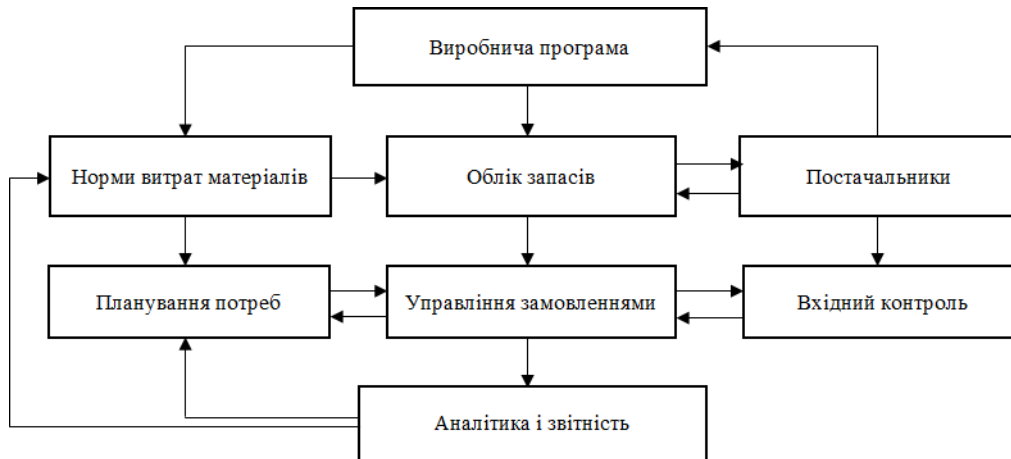 Виробнича програма
Норми витрат матеріалів
Облік запасів
Постачальники
Планування потреб
Управління замовленнями
Вхідний контроль
Аналітика і звітність